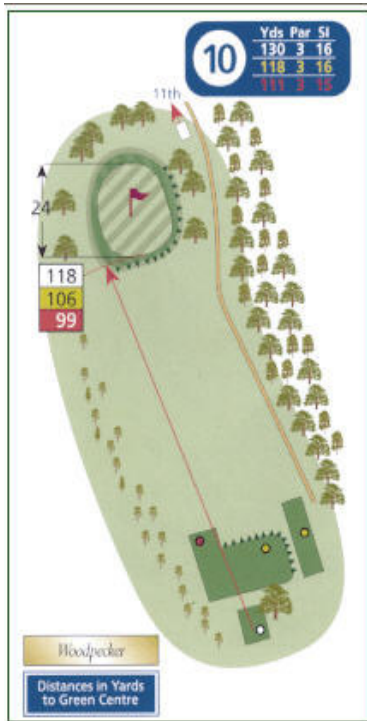 10
Yds Par SI
130 3 16
118 3 16
111 3 15
11th
24
118
106
99
Woodpecker
Distances in Yards
to Green Centre